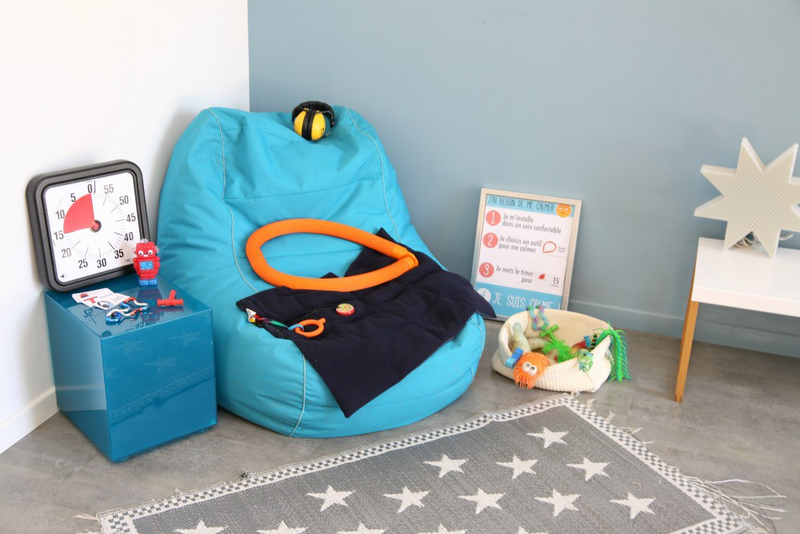 0
55
5
50
10
45
15
40
20
35
25
30
J'AI BESOIN DE ME CALMER
1 Je m'installe
dans un coin confortable
2 Je choisis un outil
pour me calmer
3 Je mets le timer
pour 15
4 JE SUIS CALME